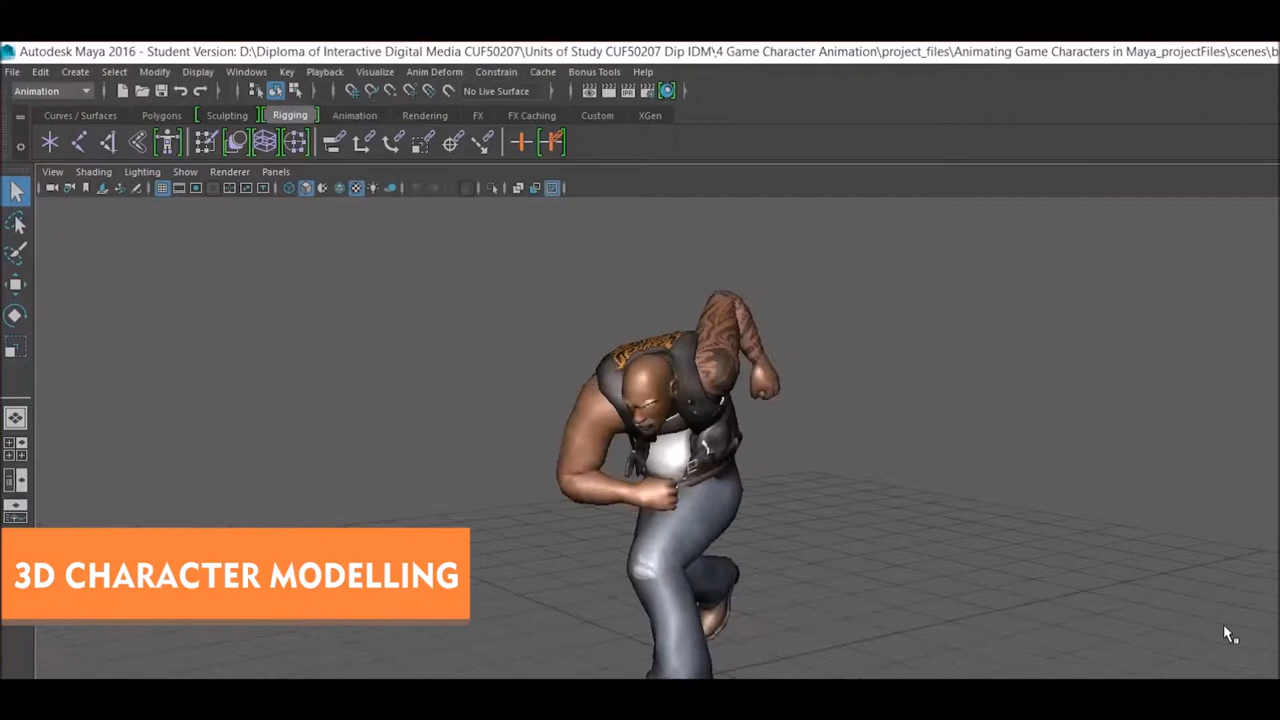 Autodesk Maya 2016 - Student Version: D:\Diploma of Interactive Digital Media CUF50207\Units of Study CUF50207 Dip IDM\4 Game Character Animation\project_files\Animating Game Characters in Maya_projectFiles\scenes\b
File Edit Create Select Modify Display Windows Key Playback Visualize Anim Deform Constrain Cache Bonus Tools Help
Animation No Live Surface
Curves / Surfaces Polygons Sculpting Rigging Animation Rendering FX FX Caching Custom XGen
View Shading Lighting Show Renderer Panels
3D CHARACTER MODELLING